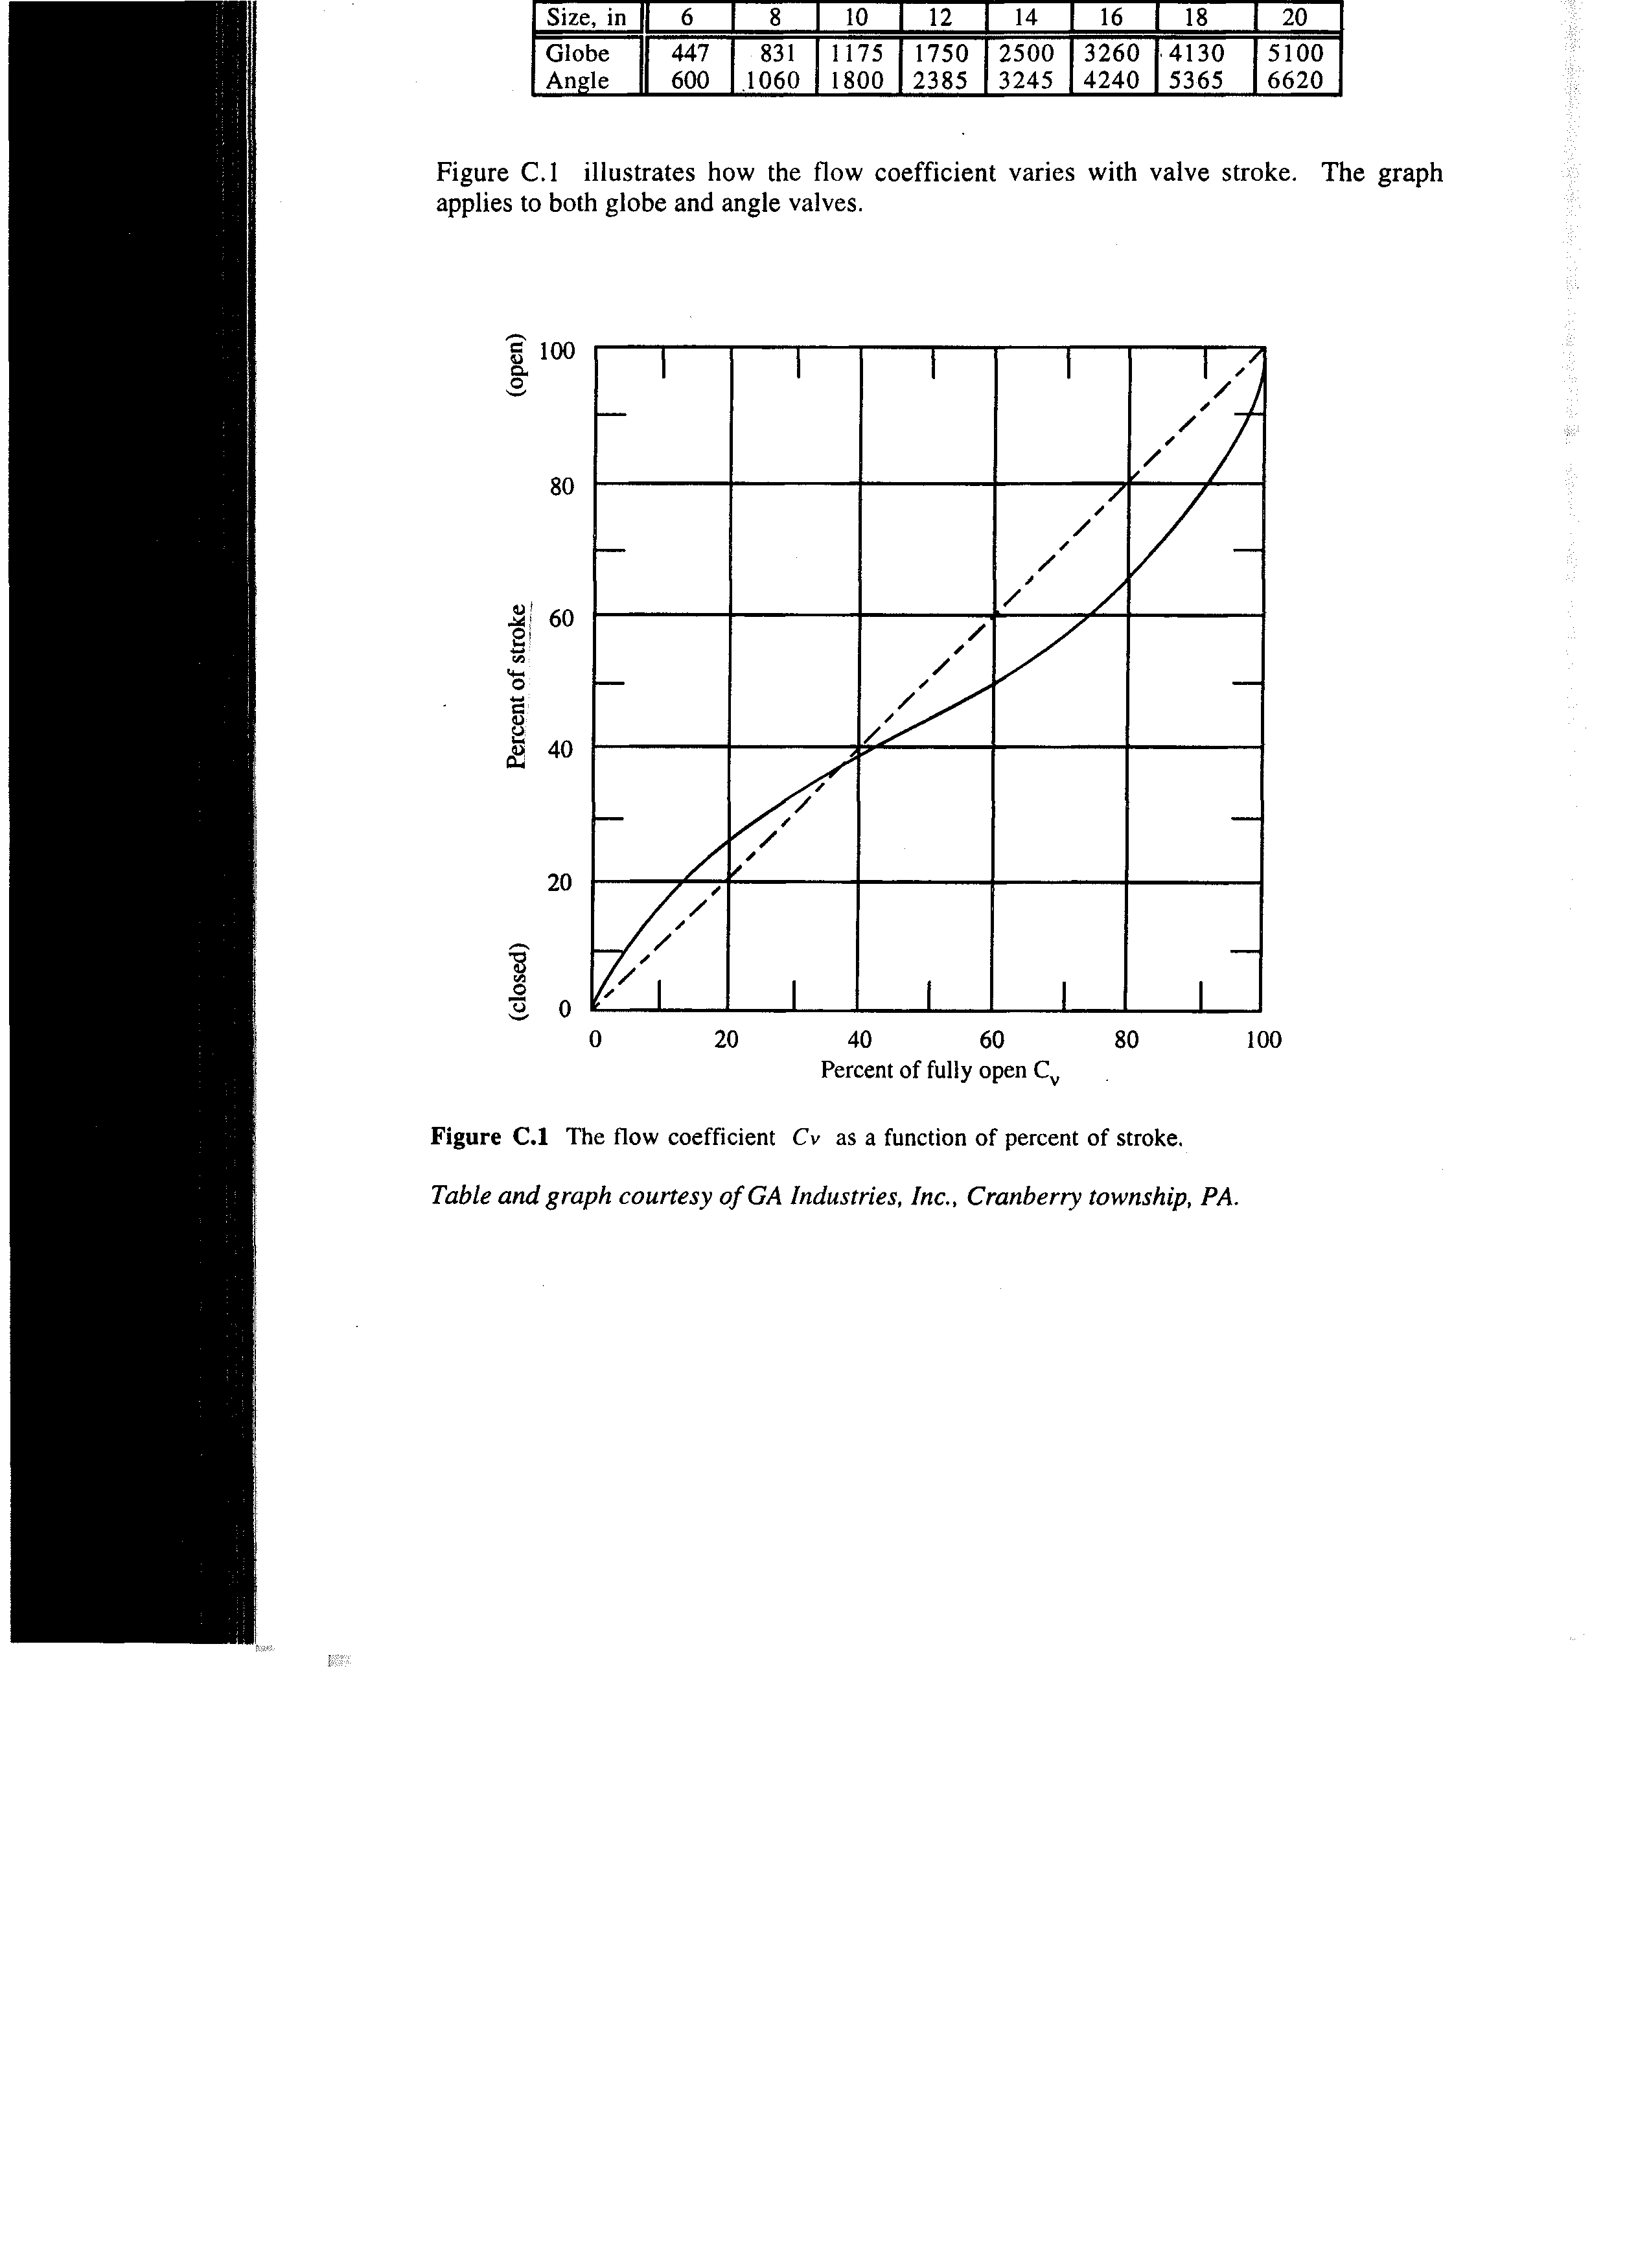 Size, in 6 8 10 12 14 16 18 20
Globe 447 831 1175 1750 2500 3260 4130 5100
Angle 600 1060 1800 2385 3245 4240 5365 6620
Figure C.1 illustrates how the flow coefficient varies with valve stroke. The graph
applies to both globe and angle valves.
(open)
100
80
60
Percent of stroke
40
20
(closed)
0
0 20 40 60 80 100
Percent of fully open Cv
Figure C.1 The flow coefficient Cv as a function of percent of stroke.
Table and graph courtesy of GA Industries, Inc., Cranberry township, PA.